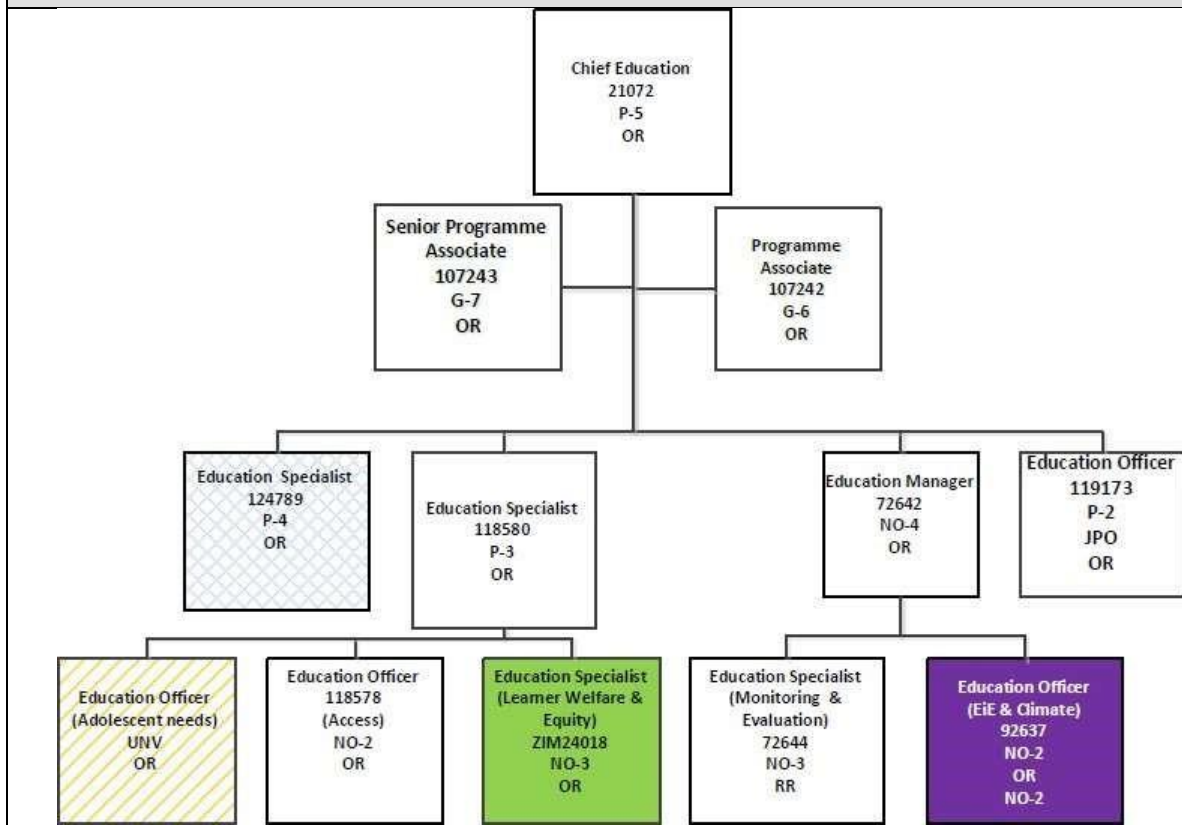 Chief Education
21072
P-5
OR
Senior Programme
Associate
107243
G-7
OR
Programme
Associate
107242
G-6
OR
Education Specialist
124789
P-4
OR
Education Specialist
118580
P-3
OR
Education Manager
72642
NO-4
OR
Education Officer
119173
P-2
JPO
OR
Education Officer
(Adolescent needs)
UNV
OR
Education Officer
118578
(Access)
NO-2
OR
Education Specialist
(Learner Welfare &
Equity)
ZIM24018
NO-3
OR
Education Specialist
(Monitoring &
Evaluation)
72644
NO-3
RR
Education Officer
(EiE & Climate)
92637
NO-2
OR
NO-2